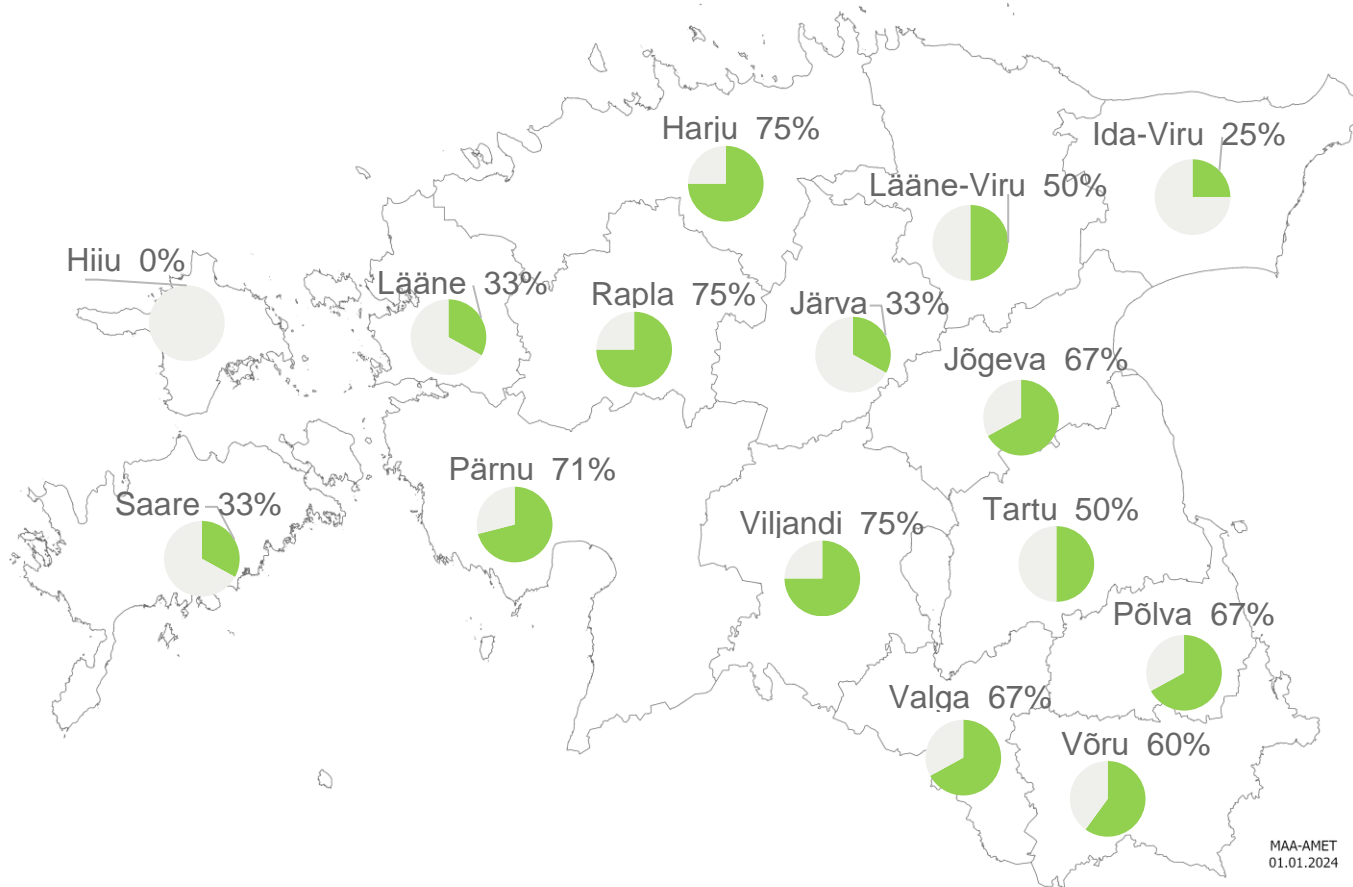 Harju 75%
Ida-Viru 25%
Lääne-Viru 50%
Hiiu 0%
Lääne 33%
Rapla 75%
Järva 33%
Jõgeva 67%
Pärnu 71%
Saare 33%
Viljandi 75%
Tartu 50%
Põlva 67%
Valga 67%
Võru 60%
MAA-AMET
01.01.2024